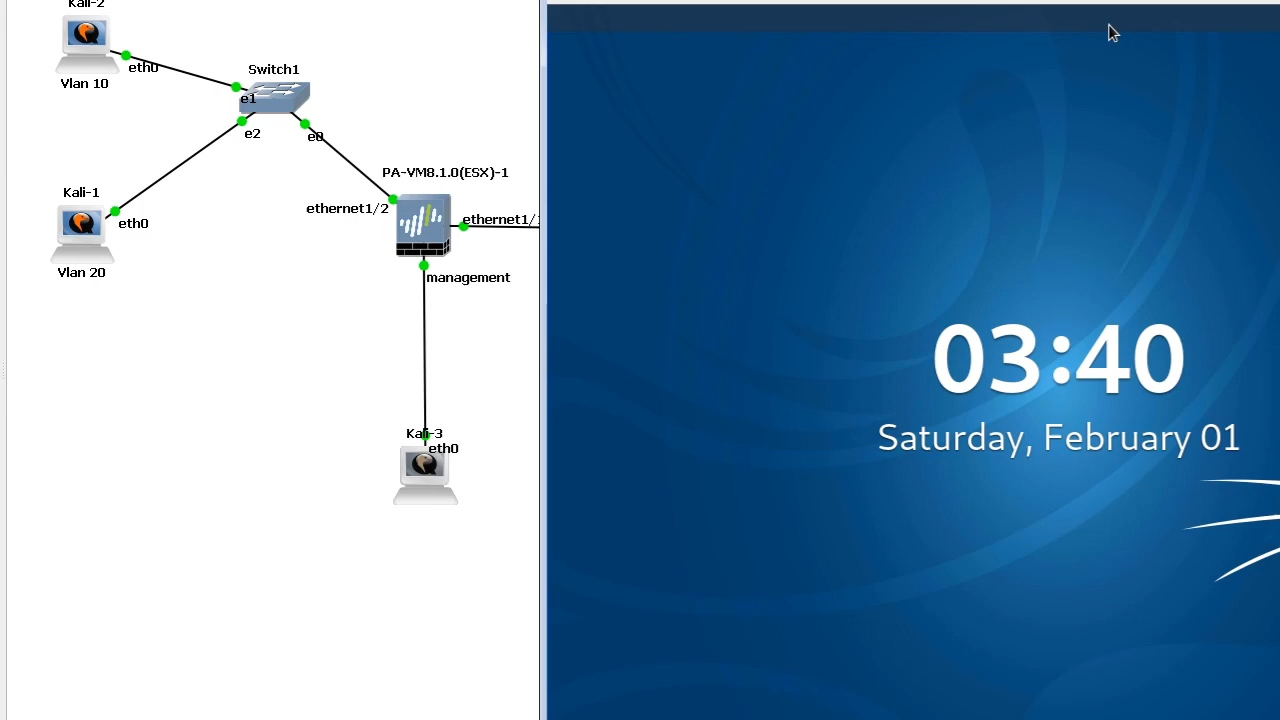 Kali-2
eth0
Vlan 10
Switch1
e1
e2
e0
PA-VM8.1.0(ESX)-1
ethernet1/2
ethernet1/
management
Kali-1
eth0
Vlan 20
Kali-3
eth0
03:40
Saturday, February 01